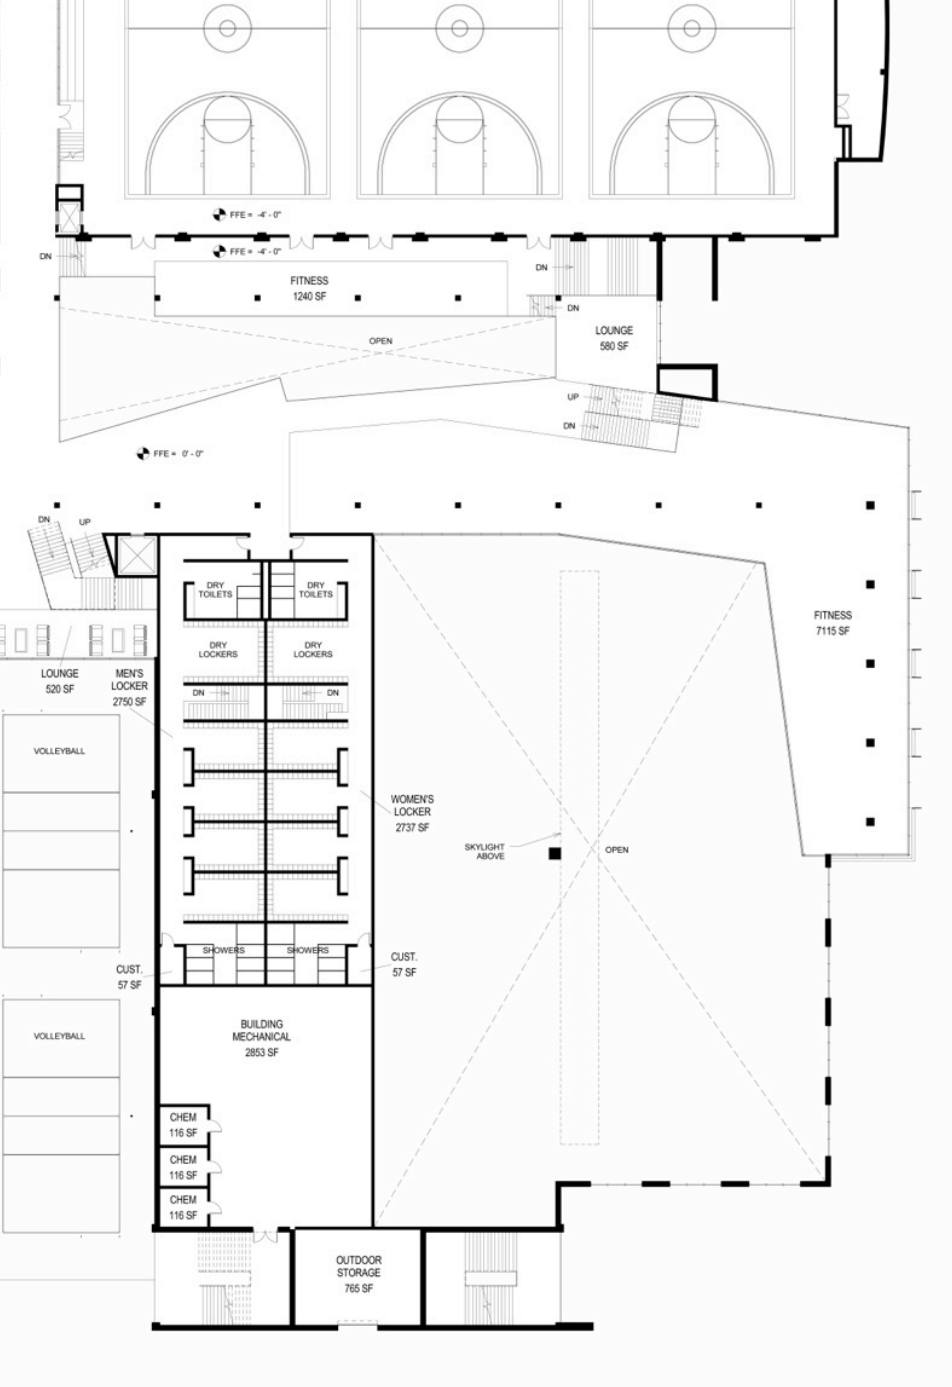 FFE = -4' - 0"
FFE = -4' - 0"
DN
DN
FITNESS
1240 SF
DN
LOUNGE
580 SF
OPEN
UP
DN
FFE = 0' - 0"
DN
UP
DRY
TOILETS
DRY
TOILETS
FITNESS
7115 SF
DRY
LOCKERS
DRY
LOCKERS
LOUNGE
520 SF
MEN'S
LOCKER
2750 SF
DN
DN
VOLLEYBALL
WOMEN'S
LOCKER
2737 SF
SKYLIGHT
ABOVE
OPEN
SHOWERS
SHOWERS
CUST.
57 SF
CUST.
57 SF
BUILDING
MECHANICAL
2853 SF
VOLLEYBALL
CHEM
116 SF
CHEM
116 SF
CHEM
116 SF
OUTDOOR
STORAGE
765 SF